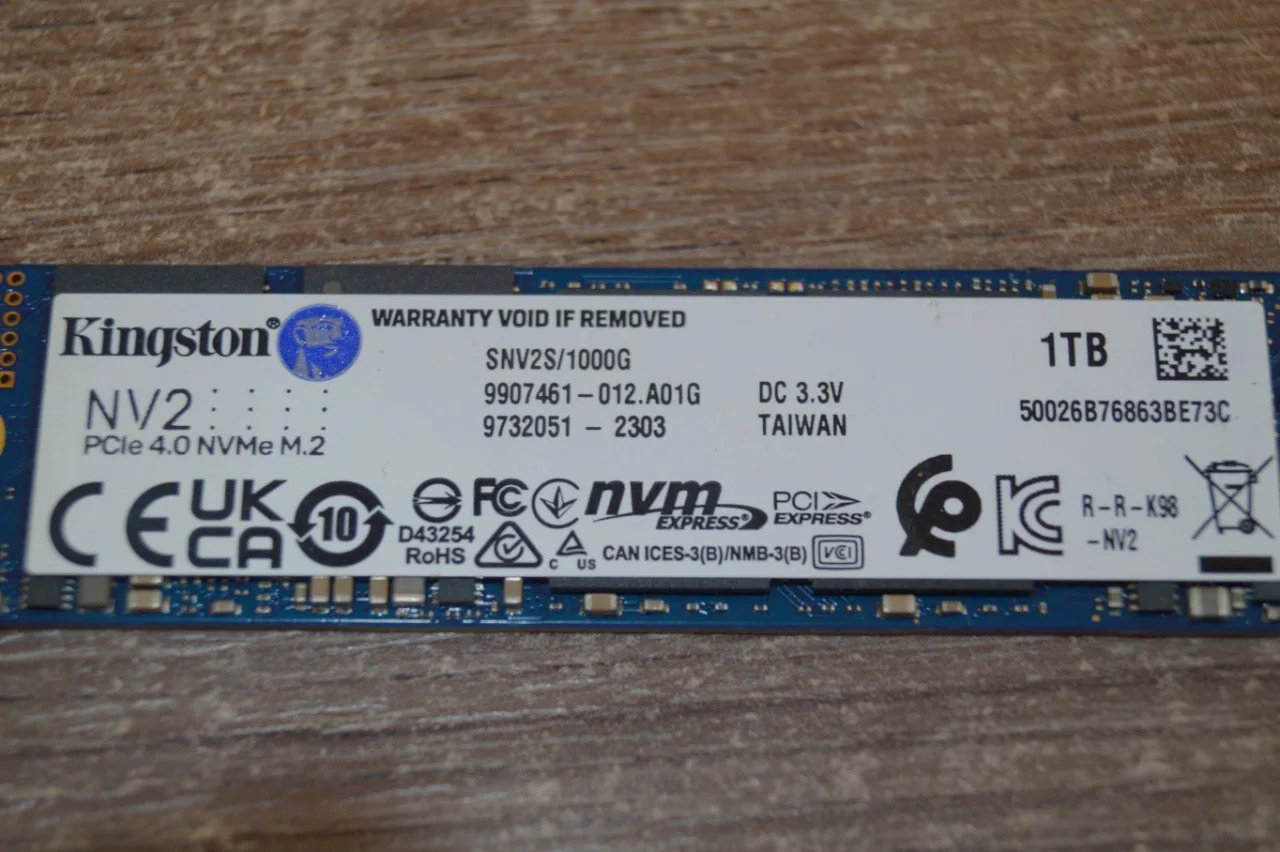 Kingston®
WARRANTY VOID IF REMOVED
NV2
PCIe 4.0 NVMe M.2
SNV2S/1000G
9907461-012.A01G
9732051 - 2303
DC 3.3V
TAIWAN
1TB
50026B76863BE73C
CE
UK
CA
10
D43254
RoHS
FC
nvm
EXPRESS®
PCI
EXPRESS®
C US
CAN ICES-3(B)/NMB-3(B)
VCI
R-R-K98
-NV2